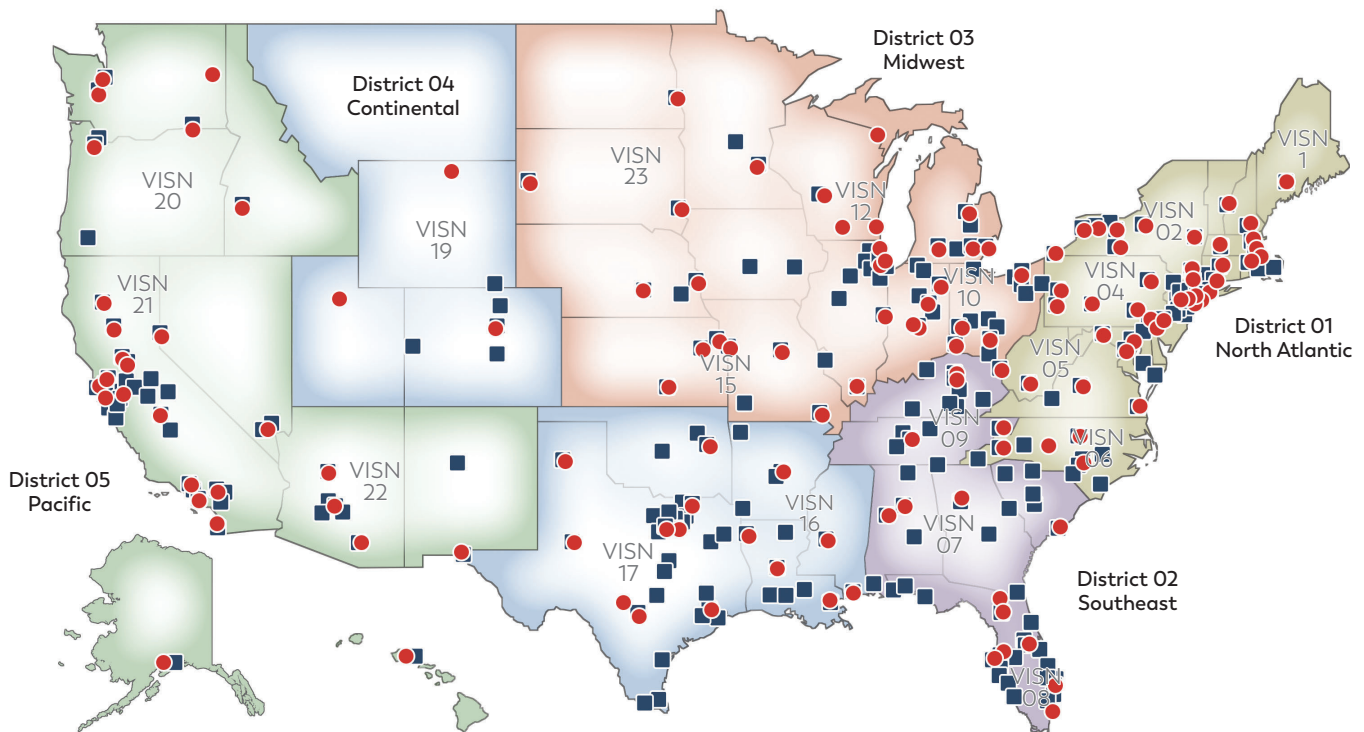 District 03
Midwest
District 04
Continental
VISN
1
VISN
23
VISN
20
VISN
12
VISN
02
VISN
19
VISN
21
VISN
10
VISN
04
District 01
North Atlantic
VISN
05
VISN
15
VISN
09
VISN
06
District 05
Pacific
VISN
22
VISN
16
VISN
07
VISN
17
District 02
Southeast
VISN
08